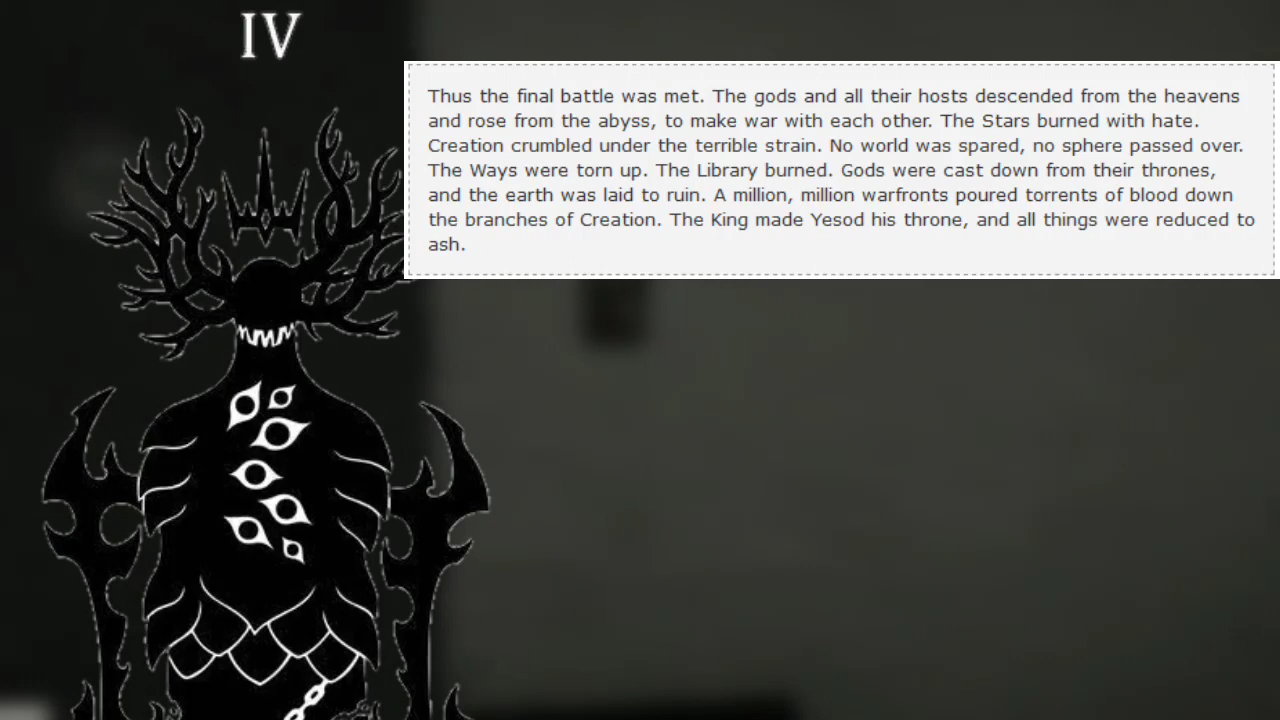 IV
Thus the final battle was met. The gods and all their hosts descended from the heavens
and rose from the abyss, to make war with each other. The Stars burned with hate.
Creation crumbled under the terrible strain. No world was spared, no sphere passed over.
The Ways were torn up. The Library burned. Gods were cast down from their thrones,
and the earth was laid to ruin. A million, million warfronts poured torrents of blood down
the branches of Creation. The King made Yesod his throne, and all things were reduced to
ash.